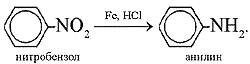 NO₂ Fe, HCl NH₂.
нитробензол анилин